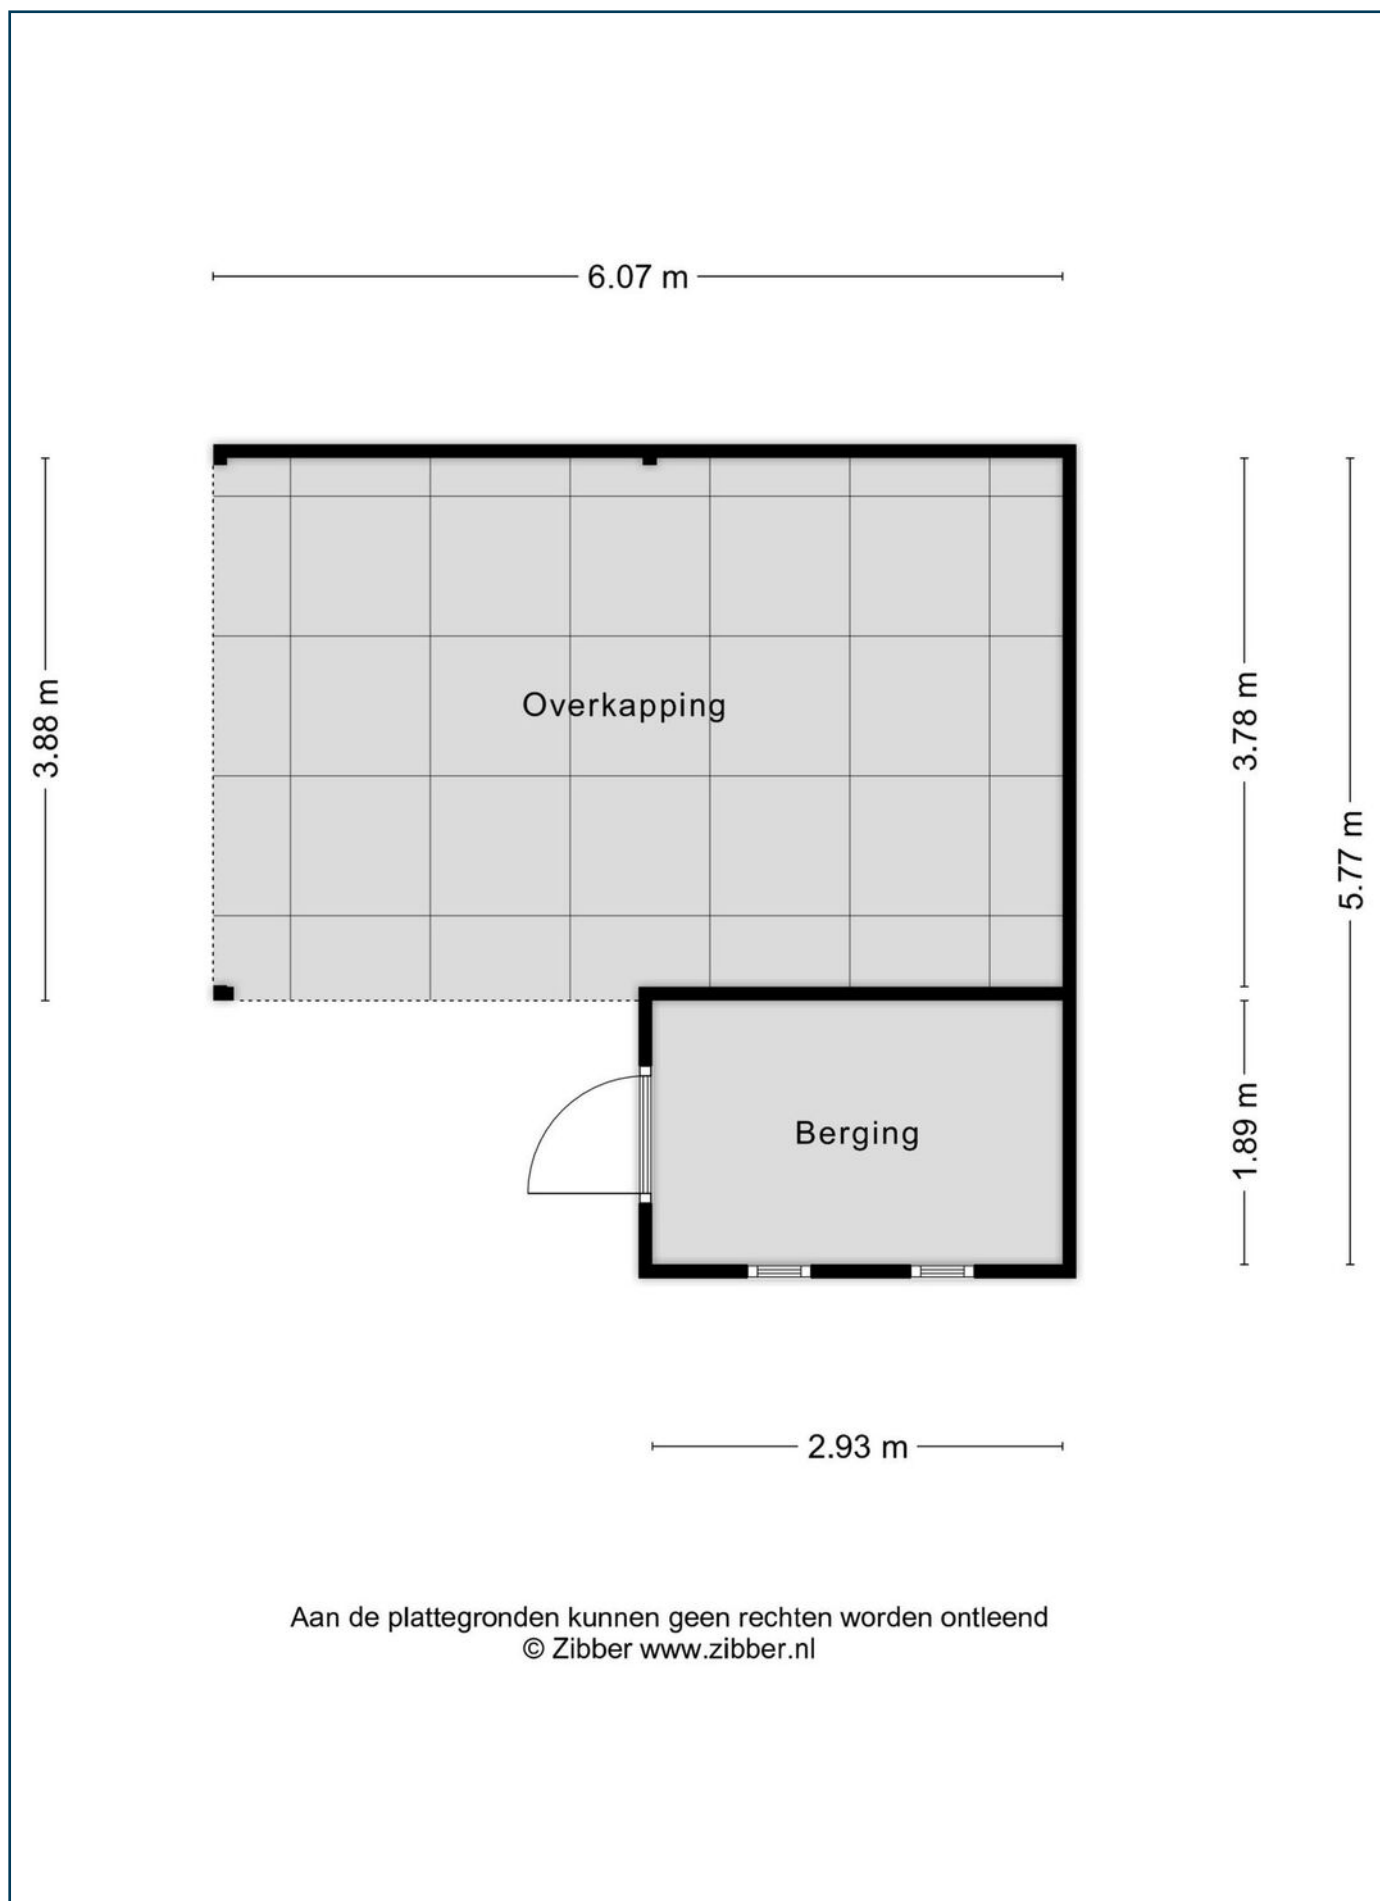 6.07 m
3.88 m
3.78 m
5.77 m
Overkapping
1.89 m
Berging
2.93 m
Aan de plattegronden kunnen geen rechten worden ontleend
© Zibber www.zibber.nl